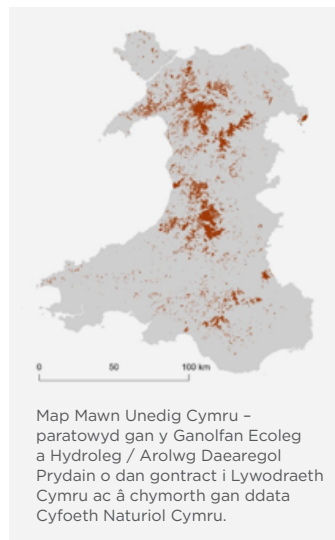 0 50 100 km
Map Mawn Unedig Cymru –
paratowyd gan y Ganolfan Ecoleg
a Hydroleg / Arolwg Daearegol
Prydain o dan gontract i Lywodraeth
Cymru ac â chymorth gan ddata
Cyfoeth Naturiol Cymru.